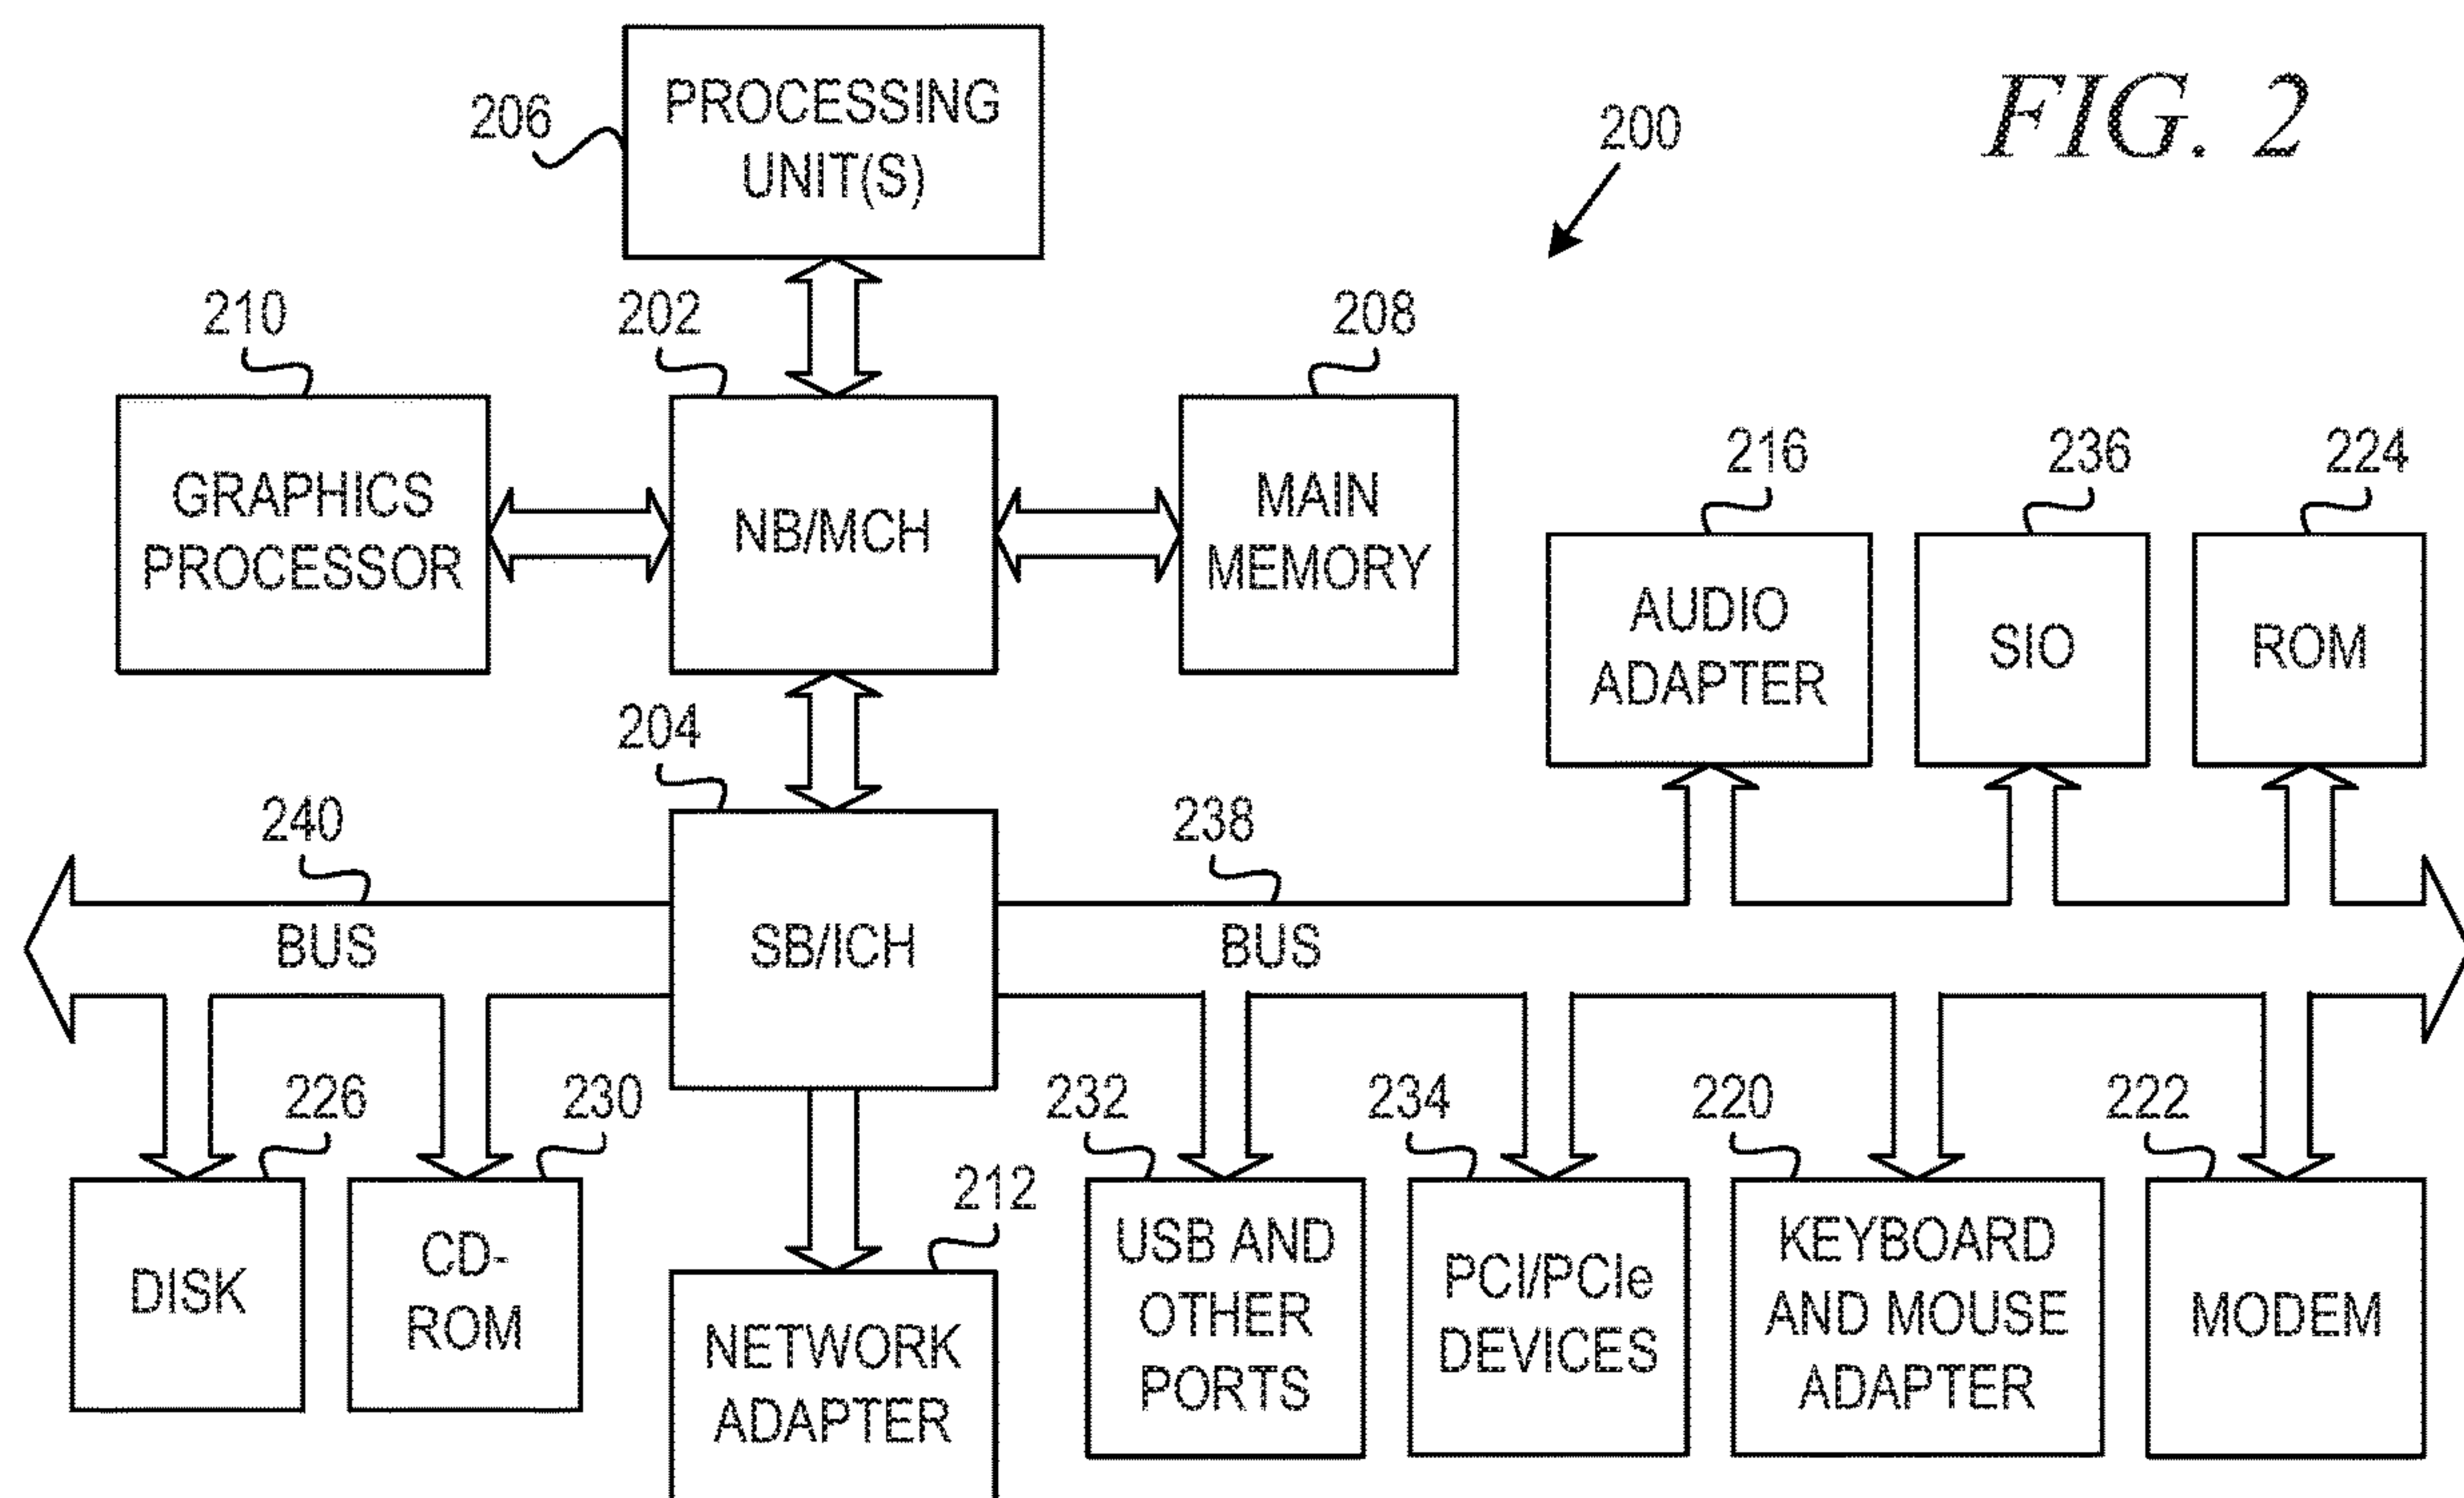 FIG. 2
200
206
PROCESSING
UNIT(S)
210
202
208
GRAPHICS
PROCESSOR
NB/MCH
MAIN
MEMORY
216
236
224
AUDIO
ADAPTER
SIO
ROM
204
240
238
BUS
SB/ICH
BUS
226
230
212
232
234
220
222
DISK
CD-
ROM
NETWORK
ADAPTER
USB AND
OTHER
PORTS
PCI/PCIe
DEVICES
KEYBOARD
AND MOUSE
ADAPTER
MODEM